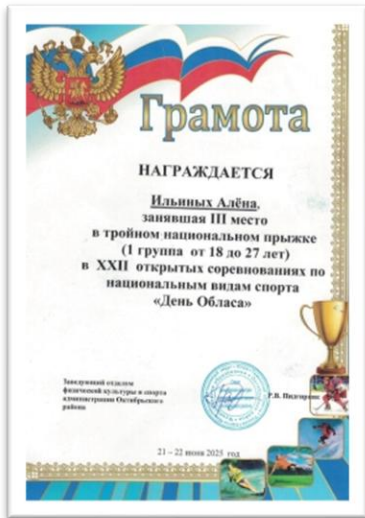 Грамота
НАГРАЖДАЕТСЯ
Ильиных Алёна,
занявшая III место
в тройном национальном прыжке
(1 группа от 18 до 27 лет)
в XXII открытых соревнованиях по
национальным видам спорта
«День Обласа»
Заведующий отделом
физической культуры и спорта
администрации Октябрьского
района
Р.В.
21 – 22 июня 2025 год